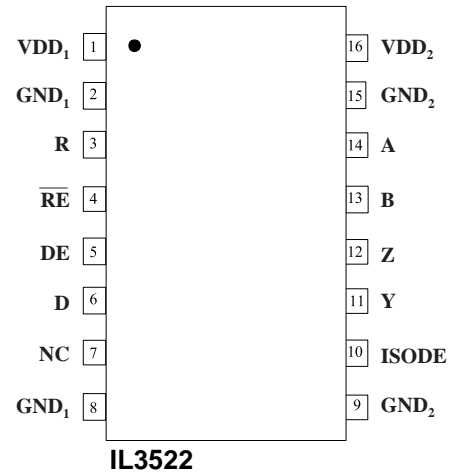 VDD₁ 1 16 VDD₂
GND₁ 2 15 GND₂
R 3 14 A
R̅E̅ 4 13 B
DE 5 12 Z
D 6 11 Y
NC 7 10 ISODE
GND₁ 8 9 GND₂
IL3522